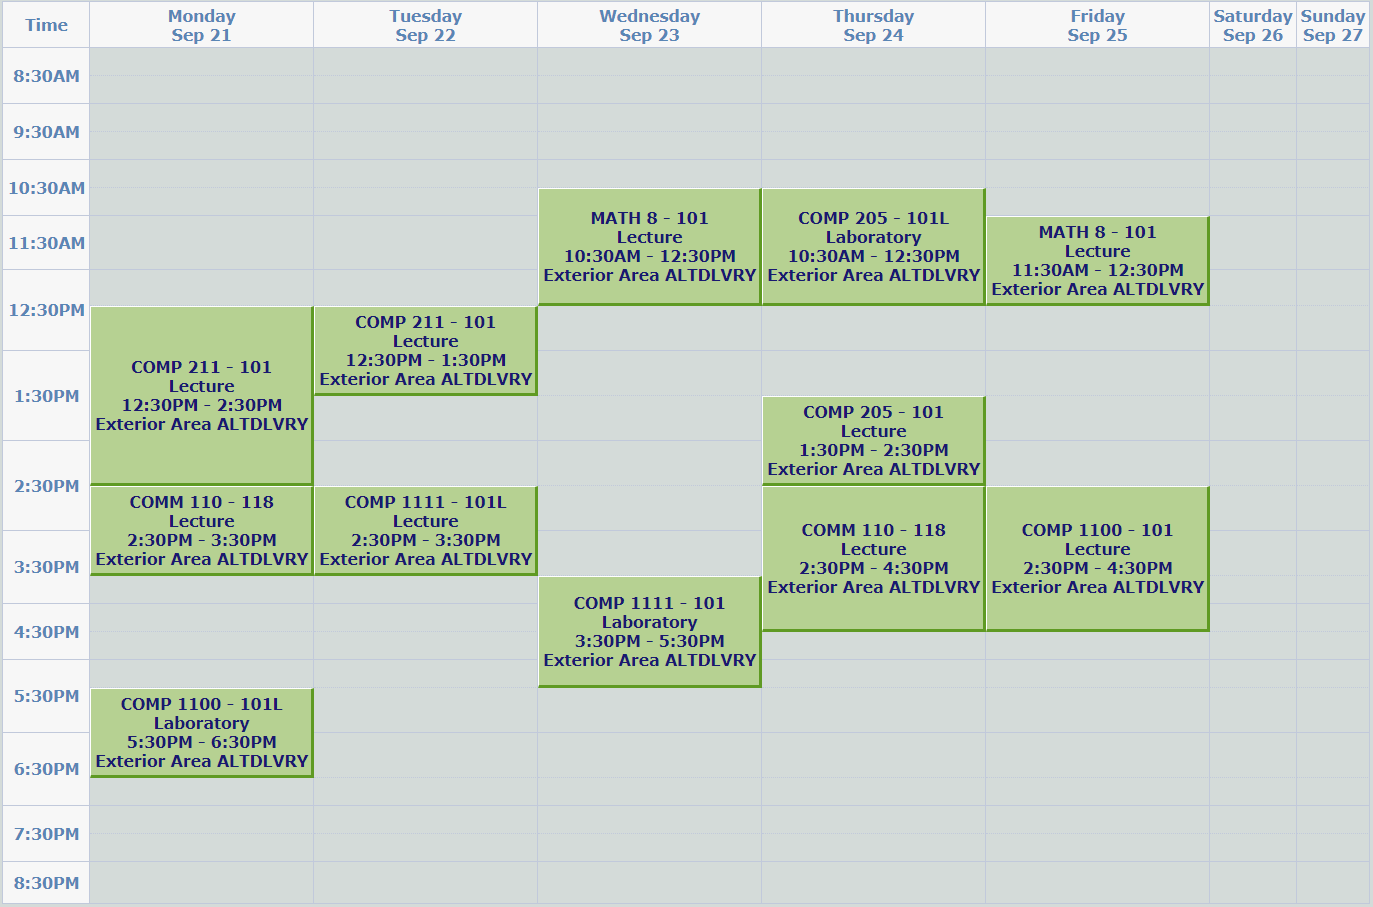 Time
Monday
Sep 21
Tuesday
Sep 22
Wednesday
Sep 23
Thursday
Sep 24
Friday
Sep 25
Saturday
Sep 26
Sunday
Sep 27
8:30AM
9:30AM
10:30AM
MATH 8 - 101
Lecture
10:30AM - 12:30PM
Exterior Area ALTDLVRY
COMP 205 - 101L
Laboratory
10:30AM - 12:30PM
Exterior Area ALTDLVRY
11:30AM
MATH 8 - 101
Lecture
11:30AM - 12:30PM
Exterior Area ALTDLVRY
12:30PM
COMP 211 - 101
Lecture
12:30PM - 2:30PM
Exterior Area ALTDLVRY
COMP 211 - 101
Lecture
12:30PM - 1:30PM
Exterior Area ALTDLVRY
1:30PM
COMP 205 - 101
Lecture
1:30PM - 2:30PM
Exterior Area ALTDLVRY
2:30PM
COMM 110 - 118
Lecture
2:30PM - 3:30PM
Exterior Area ALTDLVRY
COMP 1111 - 101L
Lecture
2:30PM - 3:30PM
Exterior Area ALTDLVRY
COMM 110 - 118
Lecture
2:30PM - 4:30PM
Exterior Area ALTDLVRY
COMP 1100 - 101
Lecture
2:30PM - 4:30PM
Exterior Area ALTDLVRY
3:30PM
COMP 1111 - 101
Laboratory
3:30PM - 5:30PM
Exterior Area ALTDLVRY
4:30PM
5:30PM
COMP 1100 - 101L
Laboratory
5:30PM - 6:30PM
Exterior Area ALTDLVRY
6:30PM
7:30PM
8:30PM